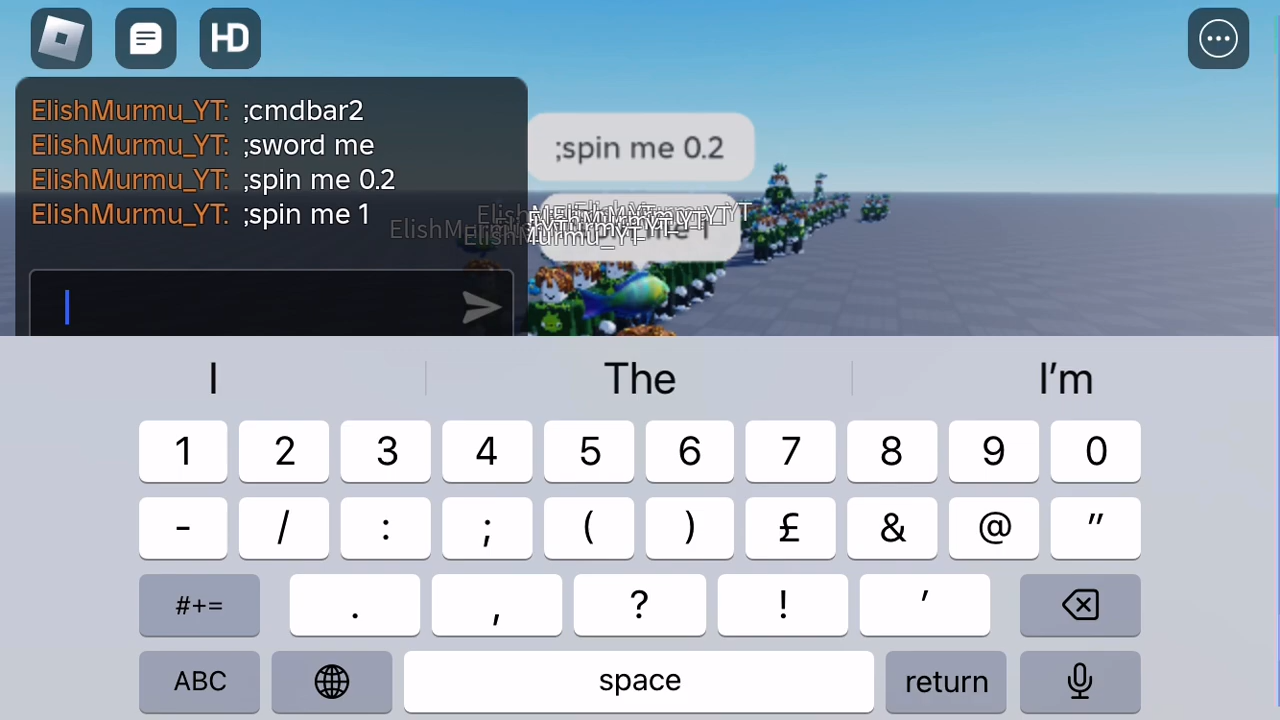 HD
ElishMurmu_YT: ;cmdbar2
ElishMurmu_YT: ;sword me
ElishMurmu_YT: ;spin me 0.2
ElishMurmu_YT: ;spin me 1
;spin me 0.2
I
The
I’m
1 2 3 4 5 6 7 8 9 0
- / : ; ( ) £ & @ ”
#+= . , ? ! ’
ABC space return